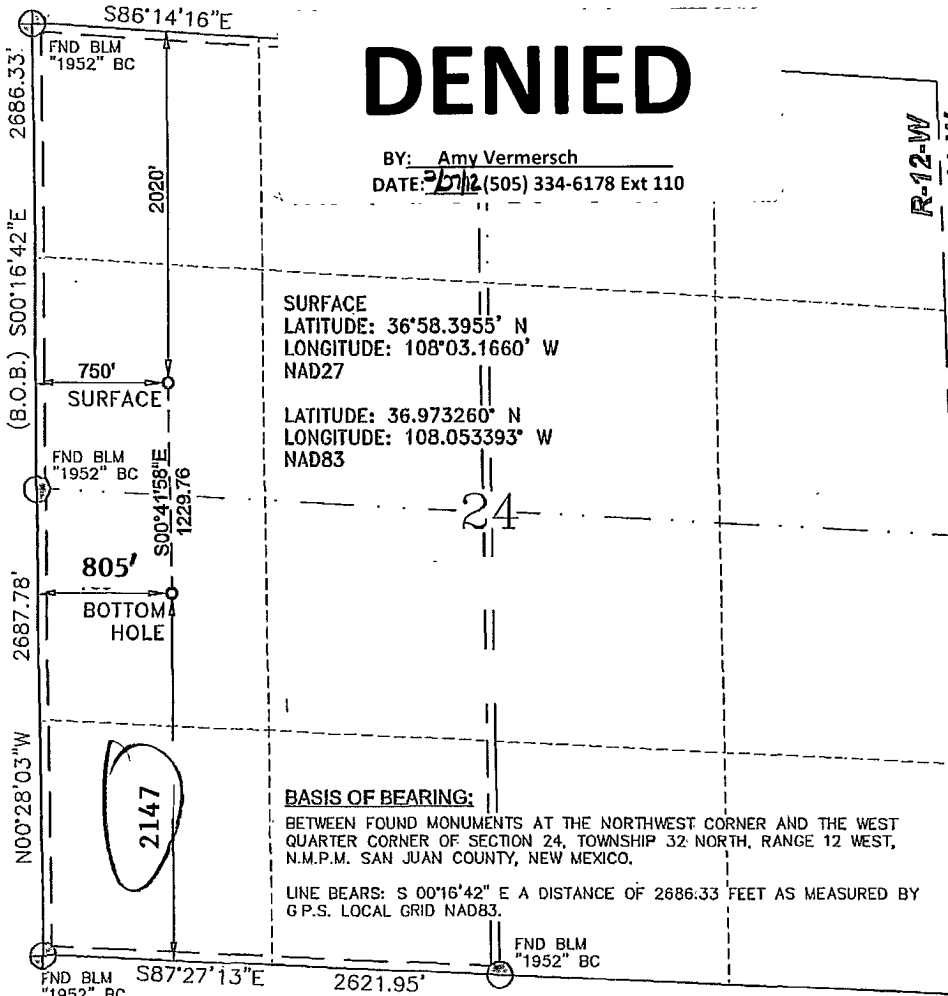 S86°14'16"E
FND BLM
"1952" BC
DENIED
BY: Amy Vermersch
DATE: (505) 334-6178 Ext 110
R-12-W
2686.33'
2020'
(B.O.B.) S00°16'42"E
SURFACE
LATITUDE: 36°58.3955' N
LONGITUDE: 108°03.1660' W
NAD27
750'
SURFACE
LATITUDE: 36.973260° N
LONGITUDE: 108.053393° W
NAD83
FND BLM
"1952" BC
S00°41'58"E
1229.76
24
805'
BOTTOM
HOLE
2687.78'
N00°28'03"W
2147
BASIS OF BEARING:
BETWEEN FOUND MONUMENTS AT THE NORTHWEST CORNER AND THE WEST
QUARTER CORNER OF SECTION 24, TOWNSHIP 32 NORTH, RANGE 12 WEST,
N.M.P.M. SAN JUAN COUNTY, NEW MEXICO.
LINE BEARS: S 00°16'42" E A DISTANCE OF 2686.33 FEET AS MEASURED BY
G P.S. LOCAL GRID NAD83.
FND BLM
"1952" BC
FND BLM
"1952" BC
S87°27'13"E
2621.95'